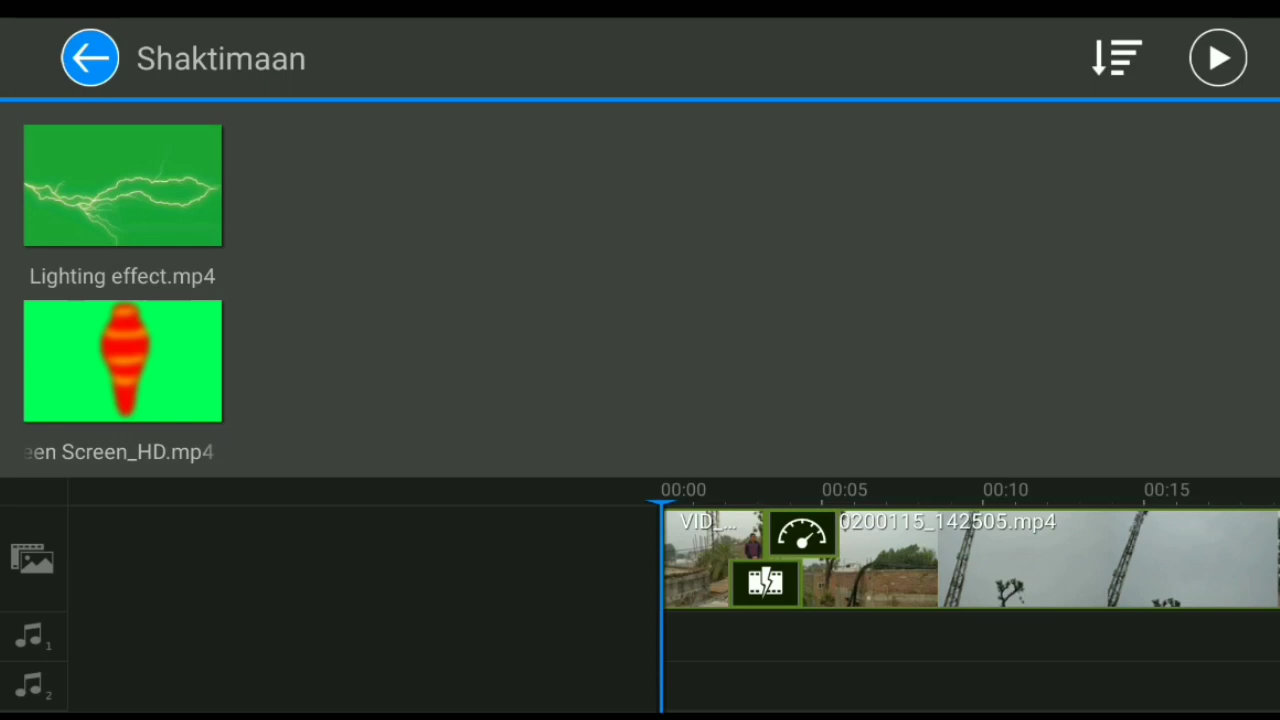 Shaktimaan
Lighting effect.mp4
en Screen_HD.mp4
00:00 00:05 00:10 00:15
VID_... 0200115_142505.mp4
1
2